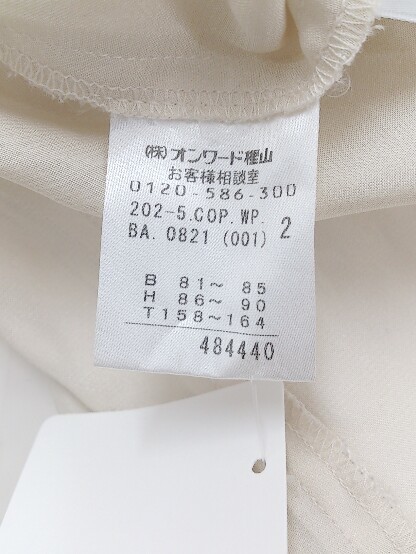 (株)オンワード樫山
お客様相談室
0120-586-300
202-5.COP.WP.
BA. 0821 (001) 2
B 81～ 85
H 86～ 90
T158～164
484440